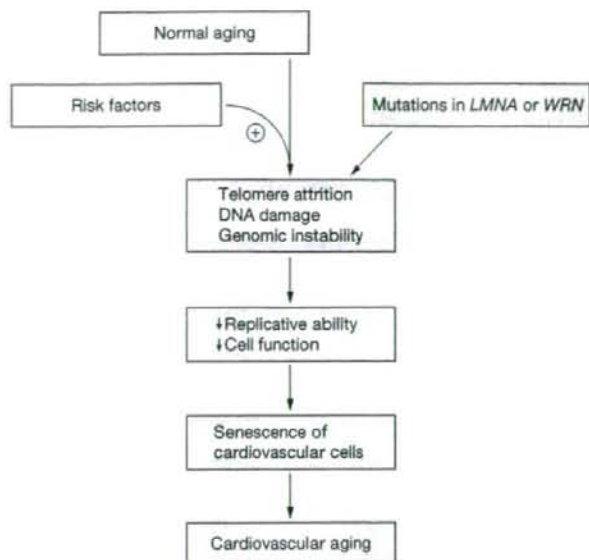 Normal aging
Risk factors
Mutations in LMNA or WRN
+
Telomere attrition
DNA damage
Genomic instability
↓Replicative ability
↓Cell function
Senescence of
cardiovascular cells
Cardiovascular aging